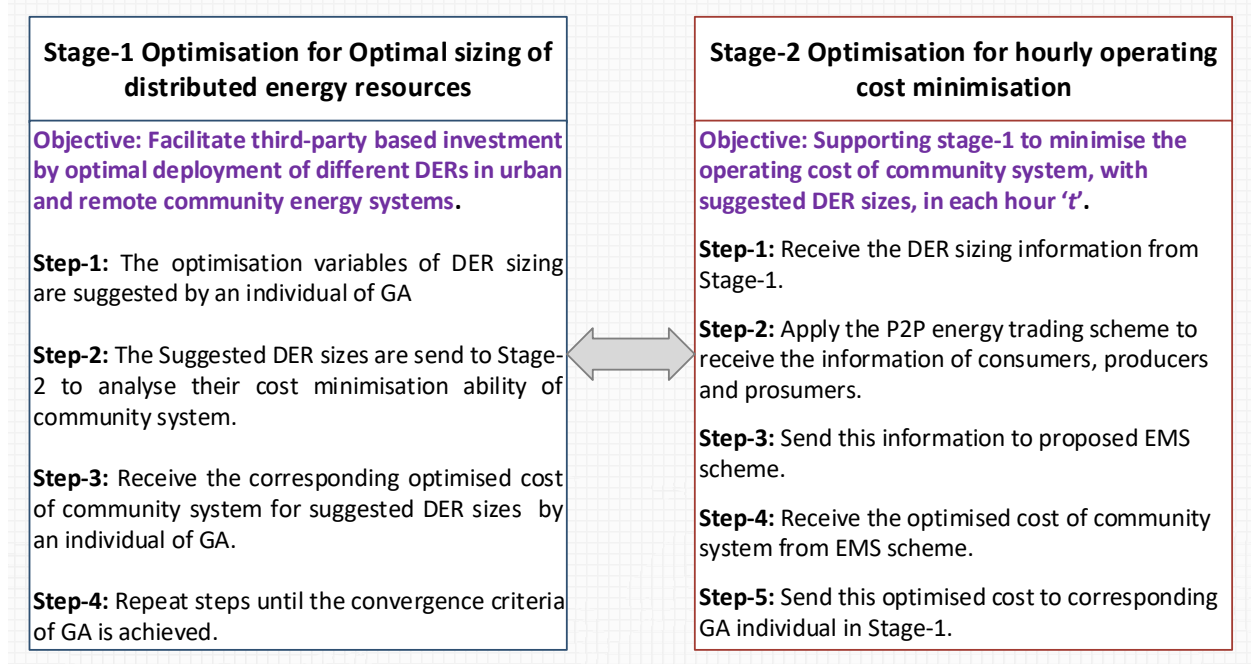 Stage-1 Optimisation for Optimal sizing of
distributed energy resources
Objective: Facilitate third-party based investment
by optimal deployment of different DERs in urban
and remote community energy systems.
Step-1: The optimisation variables of DER sizing
are suggested by an individual of GA
Step-2: The Suggested DER sizes are send to Stage-
2 to analyse their cost minimisation ability of
community system.
Step-3: Receive the corresponding optimised cost
of community system for suggested DER sizes by
an individual of GA.
Step-4: Repeat steps until the convergence criteria
of GA is achieved.
Stage-2 Optimisation for hourly operating
cost minimisation
Objective: Supporting stage-1 to minimise the
operating cost of community system, with
suggested DER sizes, in each hour ‘t’.
Step-1: Receive the DER sizing information from
Stage-1.
Step-2: Apply the P2P energy trading scheme to
receive the information of consumers, producers
and prosumers.
Step-3: Send this information to proposed EMS
scheme.
Step-4: Receive the optimised cost of community
system from EMS scheme.
Step-5: Send this optimised cost to corresponding
GA individual in Stage-1.